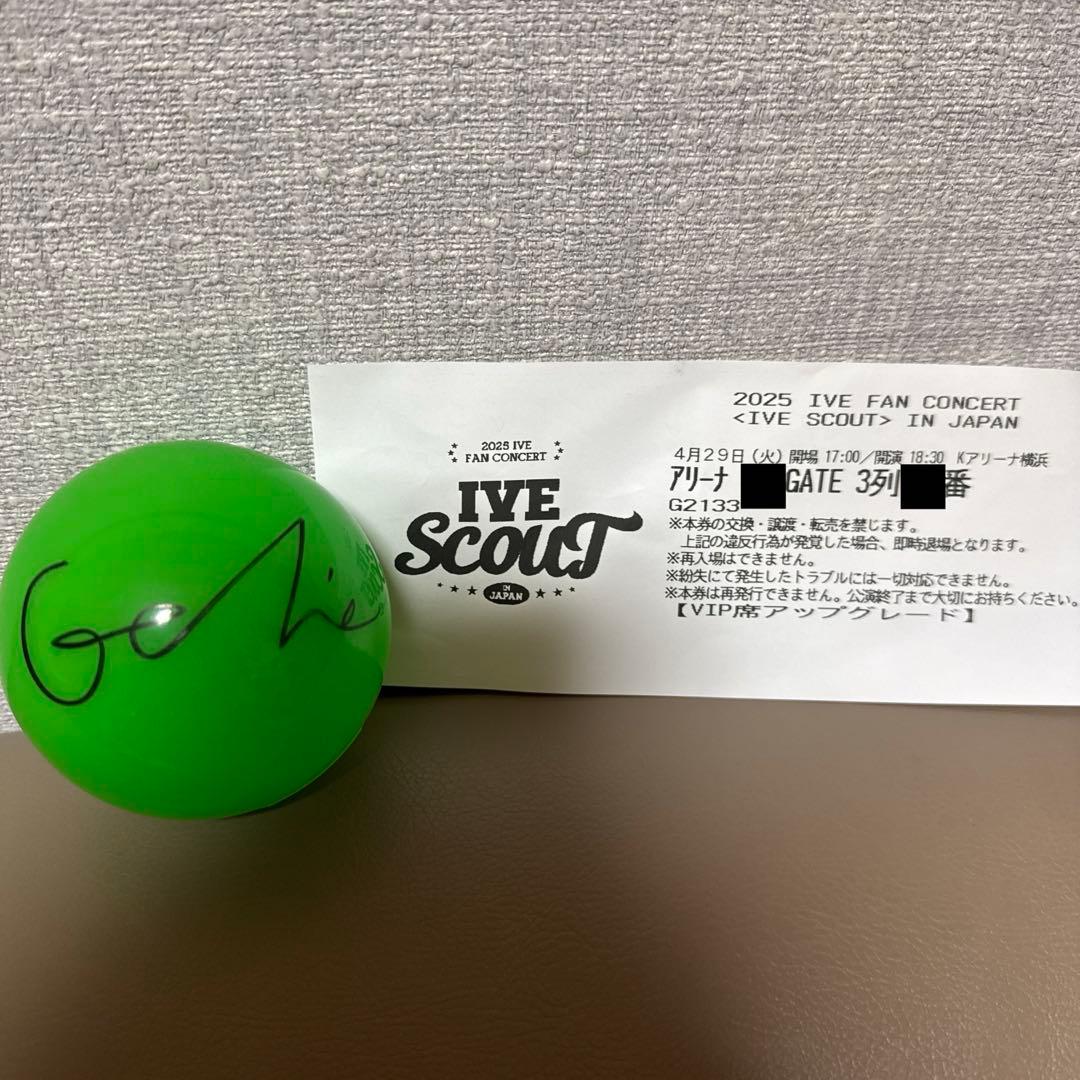 2025 IVE
FAN CONCERT
IVE
SCOUT
IN
JAPAN
2025 IVE FAN CONCERT
<IVE SCOUT> IN JAPAN
4月29日(火) 開場 17:00/開演 18:30 Kアリーナ横浜
アリーナ GATE 3列 番
G2133
※本券の交換・譲渡・転売を禁じます。
上記の違反行為が発覚した場合、即時退場となります。
※再入場はできません。
※紛失にて発生したトラブルには一切対応できません。
※本券は再発行できません。公演終了まで大切にお持ちください。
【VIP席アップグレード】